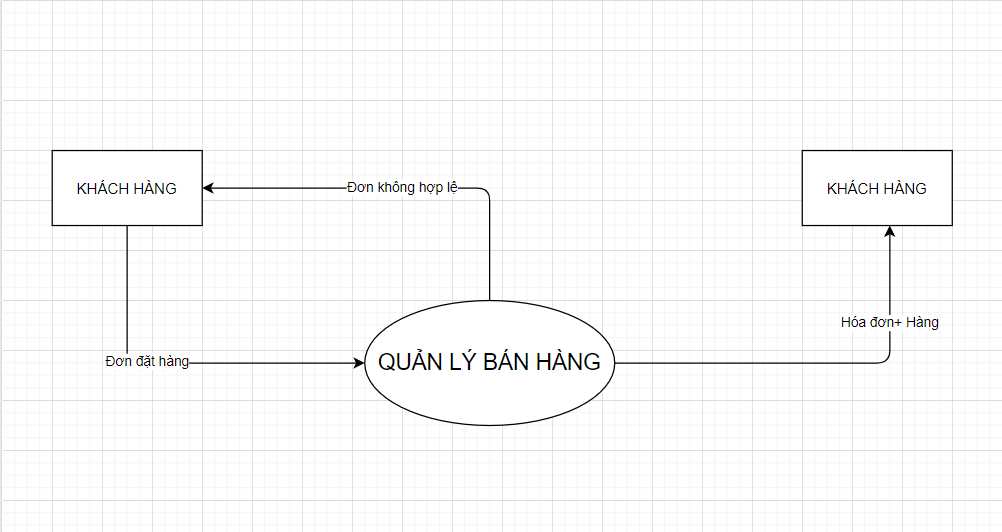 KHÁCH HÀNG
Đơn không hợp lệ
KHÁCH HÀNG
Hóa đơn+ Hàng
Đơn đặt hàng
QUẢN LÝ BÁN HÀNG